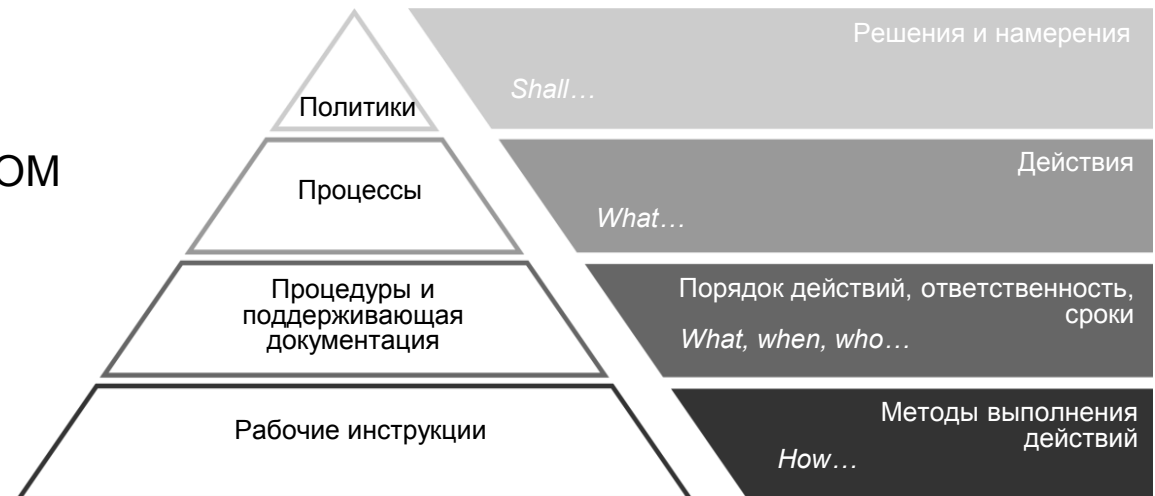 Решения и намерения
Shall…
Политики
ОМ
Действия
Процессы
What…
Процедуры и
поддерживающая
документация
Порядок действий, ответственность,
сроки
What, when, who…
Рабочие инструкции
Методы выполнения
действий
How…